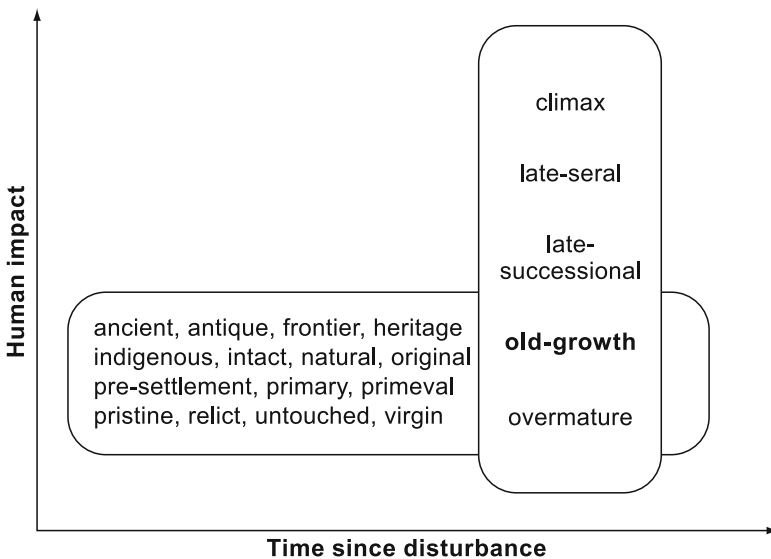 Human impact
climax
late-seral
late-
successional
old-growth
overmature
ancient, antique, frontier, heritage
indigenous, intact, natural, original
pre-settlement, primary, primeval
pristine, relict, untouched, virgin
Time since disturbance